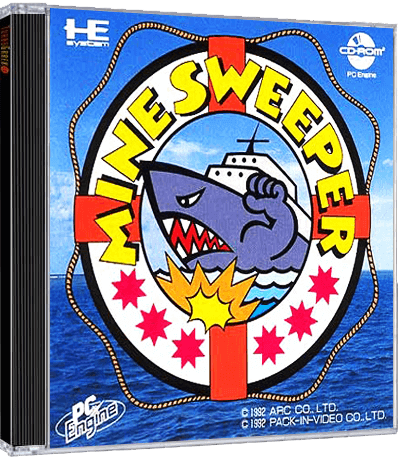 HE
SYSTEM
CD-ROM²
PC Engine
MINESWEEPER
PC
Engine
© 1992 ARC CO., LTD.
© 1992 PACK-IN-VIDEO CO., LTD.